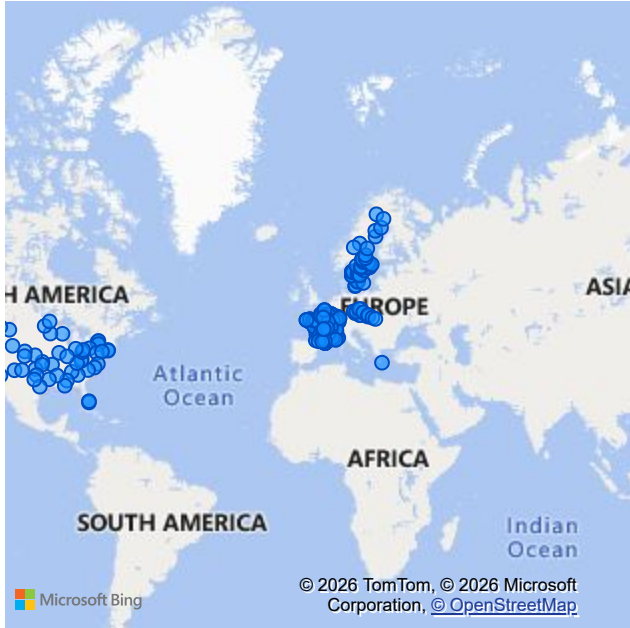 H AMERICA
EUROPE
ASIA
Atlantic
Ocean
AFRICA
SOUTH AMERICA
Indian
Ocean
© 2026 TomTom, © 2026 Microsoft
Microsoft Bing
Corporation, © OpenStreetMap